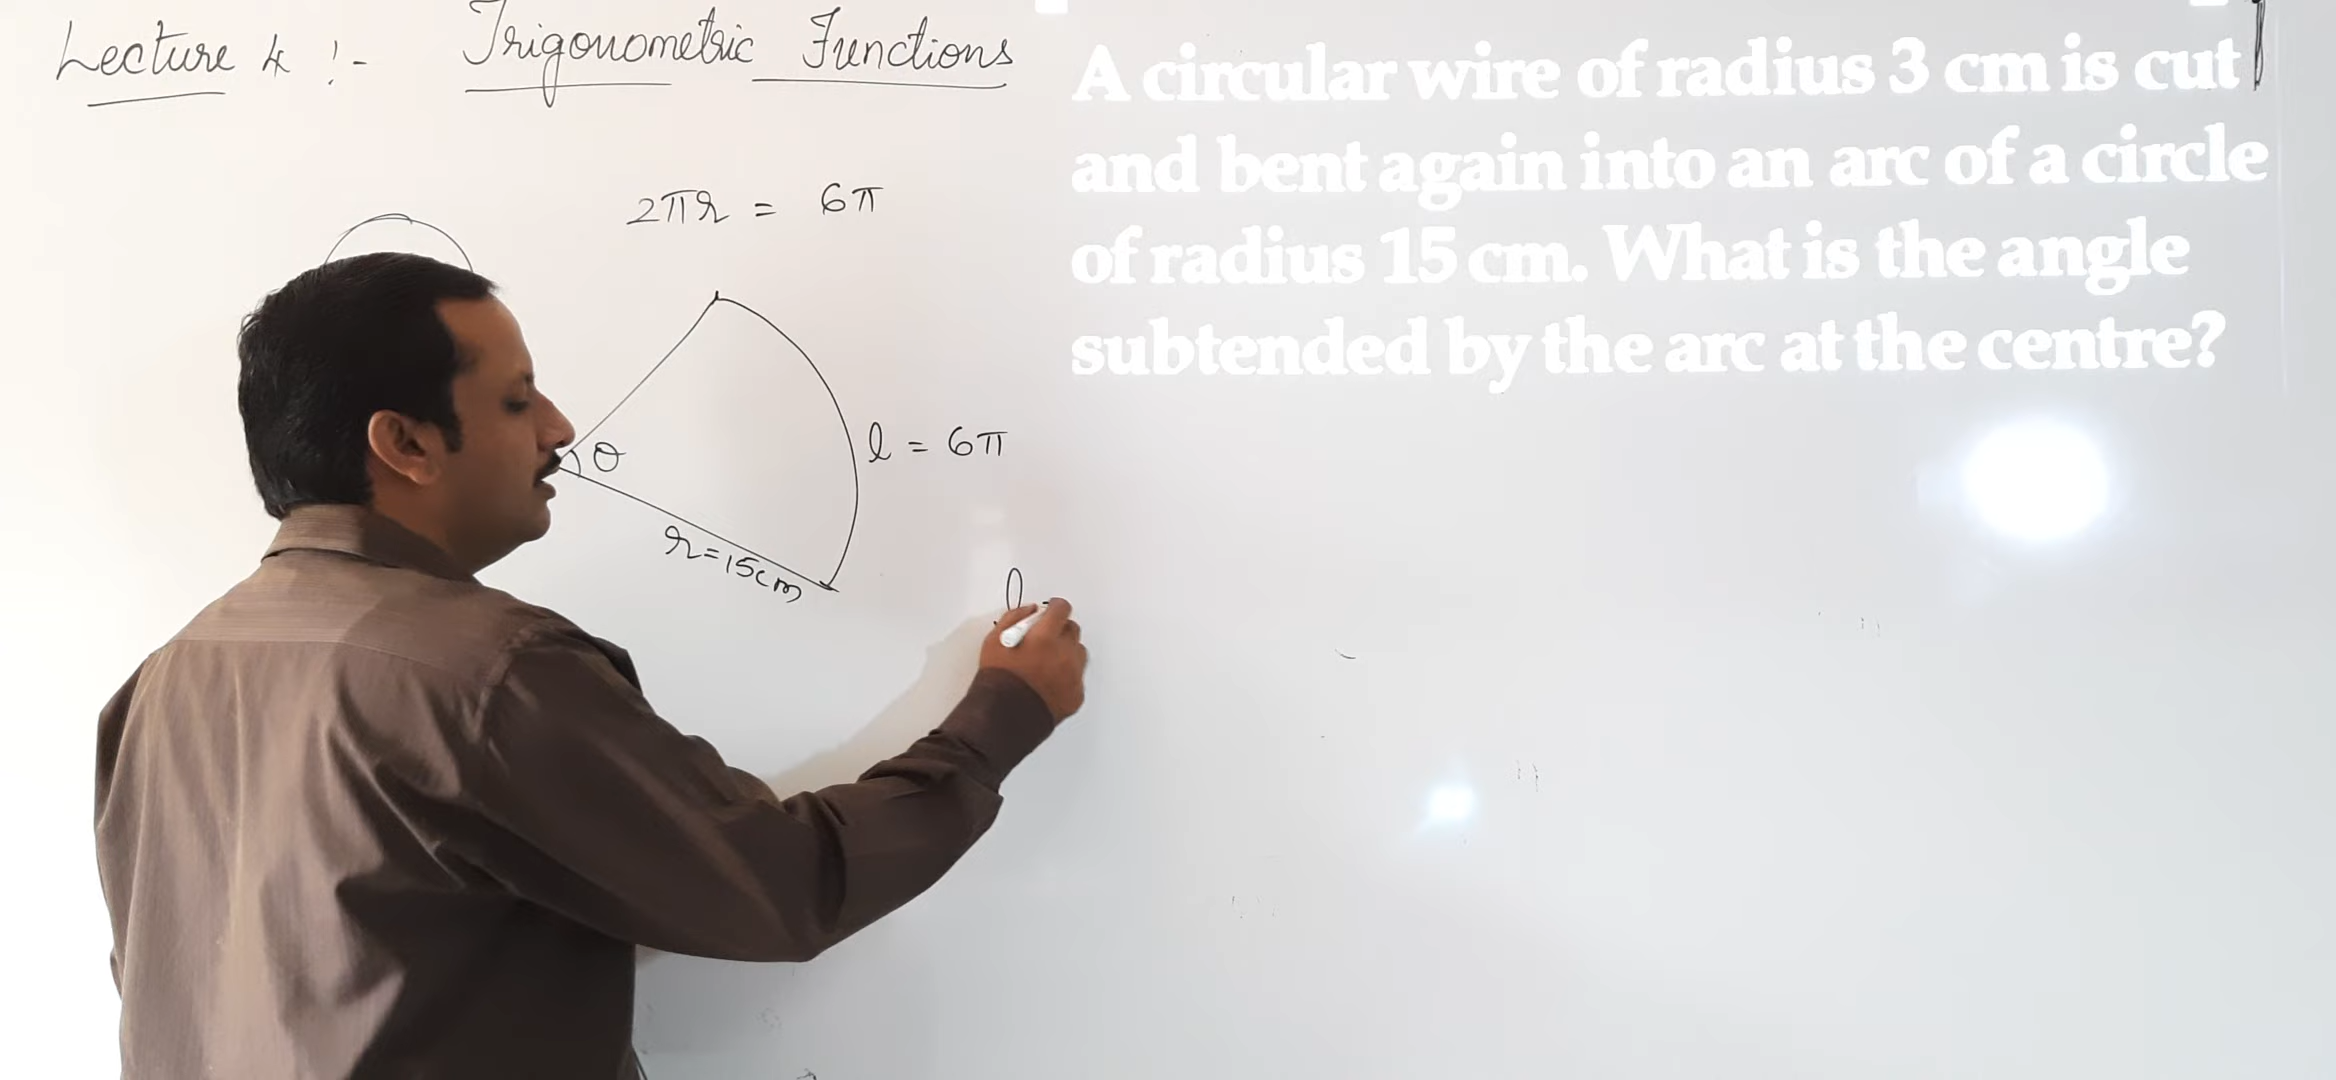 Lecture 4 :- Trigonometric Functions
A circular wire of radius 3 cm is cut
and bent again into an arc of a circle
of radius 15 cm. What is the angle
subtended by the arc at the centre?
2πr = 6π
θ
l = 6π
r=15cm
l =